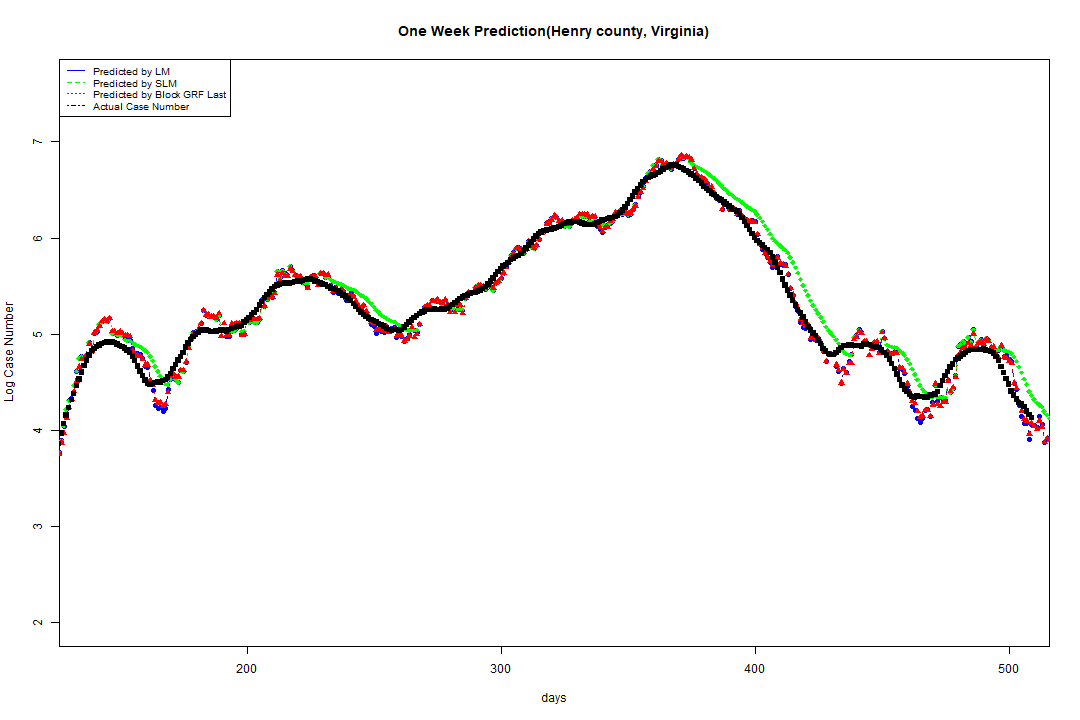 One Week Prediction(Henry county, Virginia)
Predicted by LM
Predicted by SLM
Predicted by Block GRF Last
Actual Case Number
7
6
5
4
3
2
Log Case Number
200 300 400 500
days